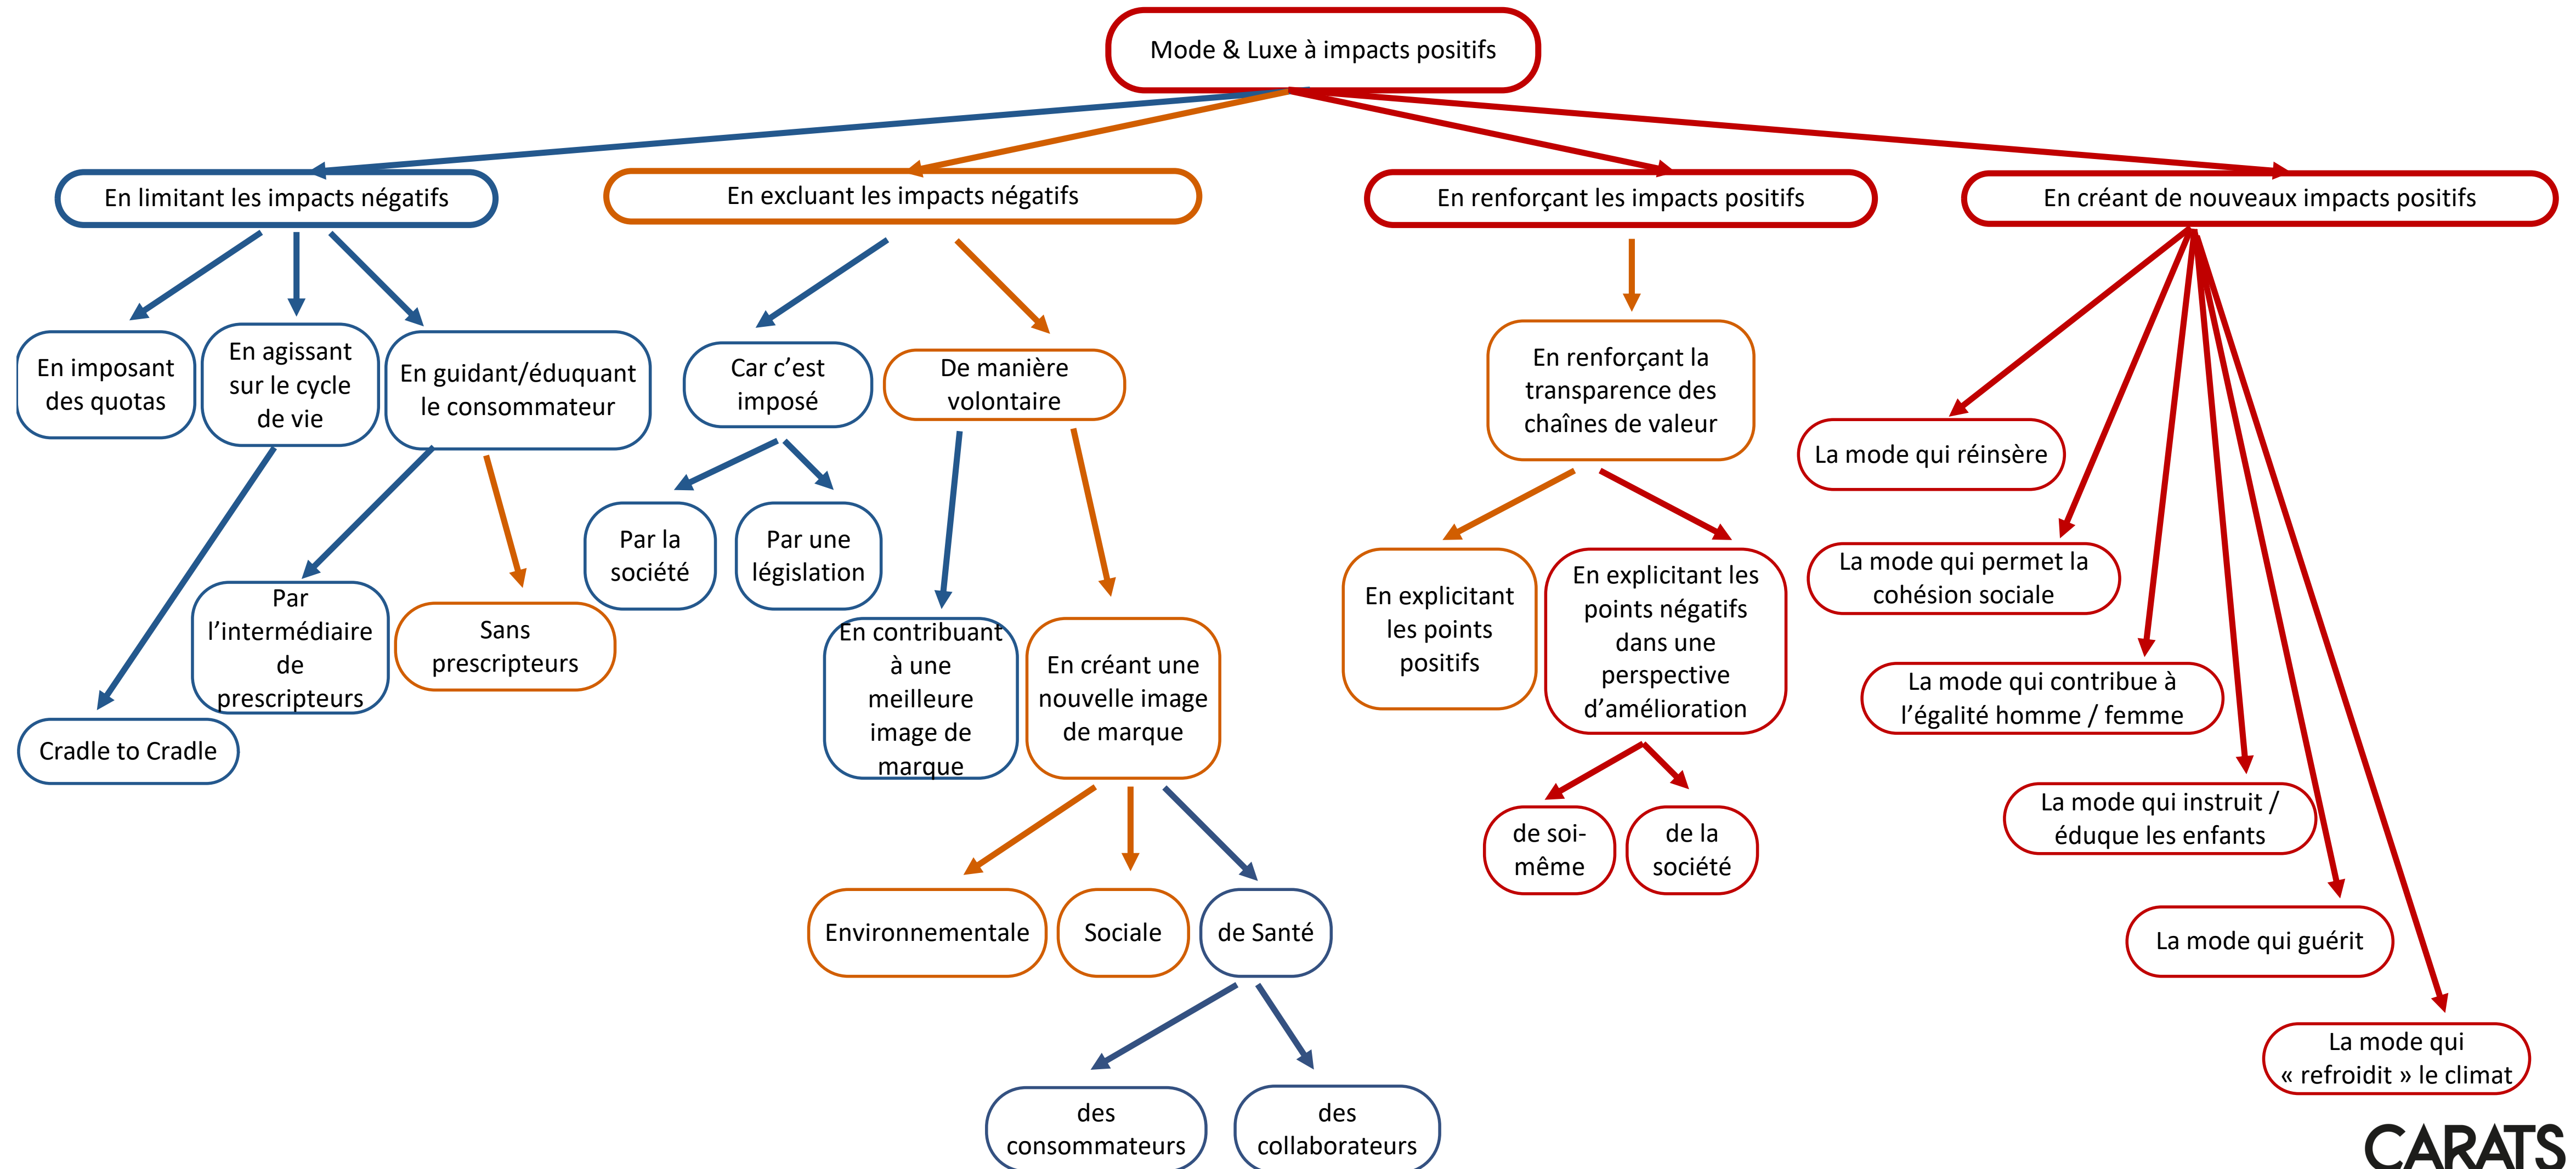 Mode & Luxe à impacts positifs
En limitant les impacts négatifs
En excluant les impacts négatifs
En renforçant les impacts positifs
En créant de nouveaux impacts positifs
En imposant
des quotas
En agissant
sur le cycle
de vie
En guidant/éduquant
le consommateur
Car c’est
imposé
De manière
volontaire
En renforçant la
transparence des
chaînes de valeur
La mode qui réinsère
Par
l’intermédiaire
de
prescripteurs
Sans
prescripteurs
Cradle to Cradle
Par la
société
Par une
législation
En contribuant
à une
meilleure
image de
marque
En créant une
nouvelle image
de marque
En explicitant
les points
positifs
En explicitant les
points négatifs
dans une
perspective
d’amélioration
La mode qui permet la
cohésion sociale
La mode qui contribue à
l’égalité homme / femme
La mode qui instruit /
éduque les enfants
de soi-
même
de la
société
Environnementale
Sociale
de Santé
La mode qui guérit
La mode qui
« refroidit » le climat
des
consommateurs
des
collaborateurs
CARATS